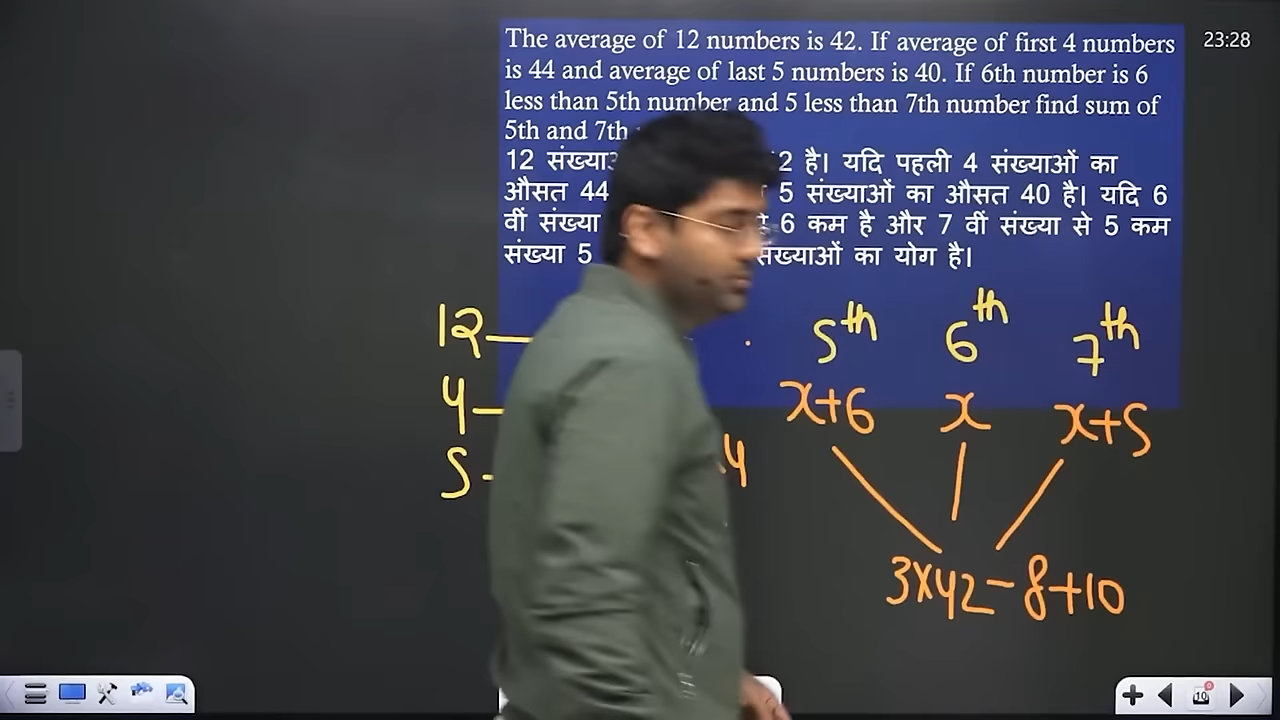 The average of 12 numbers is 42. If average of first 4 numbers
is 44 and average of last 5 numbers is 40. If 6th number is 6
less than 5th number and 5 less than 7th number find sum of
5th and 7th
12 है। यदि पहली 4 संख्याओं का
औसत 44 5 संख्याओं का औसत 40 है। यदि 6
वीं संख्या 6 कम है और 7 वीं संख्या से 5 कम
संख्या 5 संख्याओं का योग है।
23:28
12 —
4 —
5 -
4
5th 6th 7th
x+6 x x+5
3x42-8+10
10